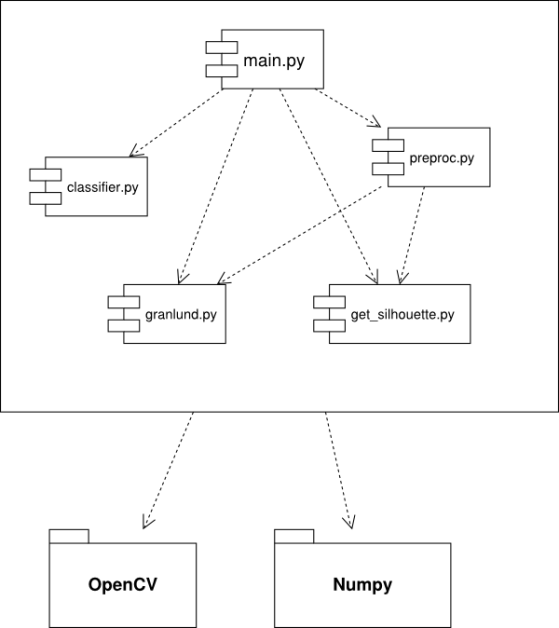 main.py
preproc.py
classifier.py
granlund.py
get_silhouette.py
OpenCV
Numpy